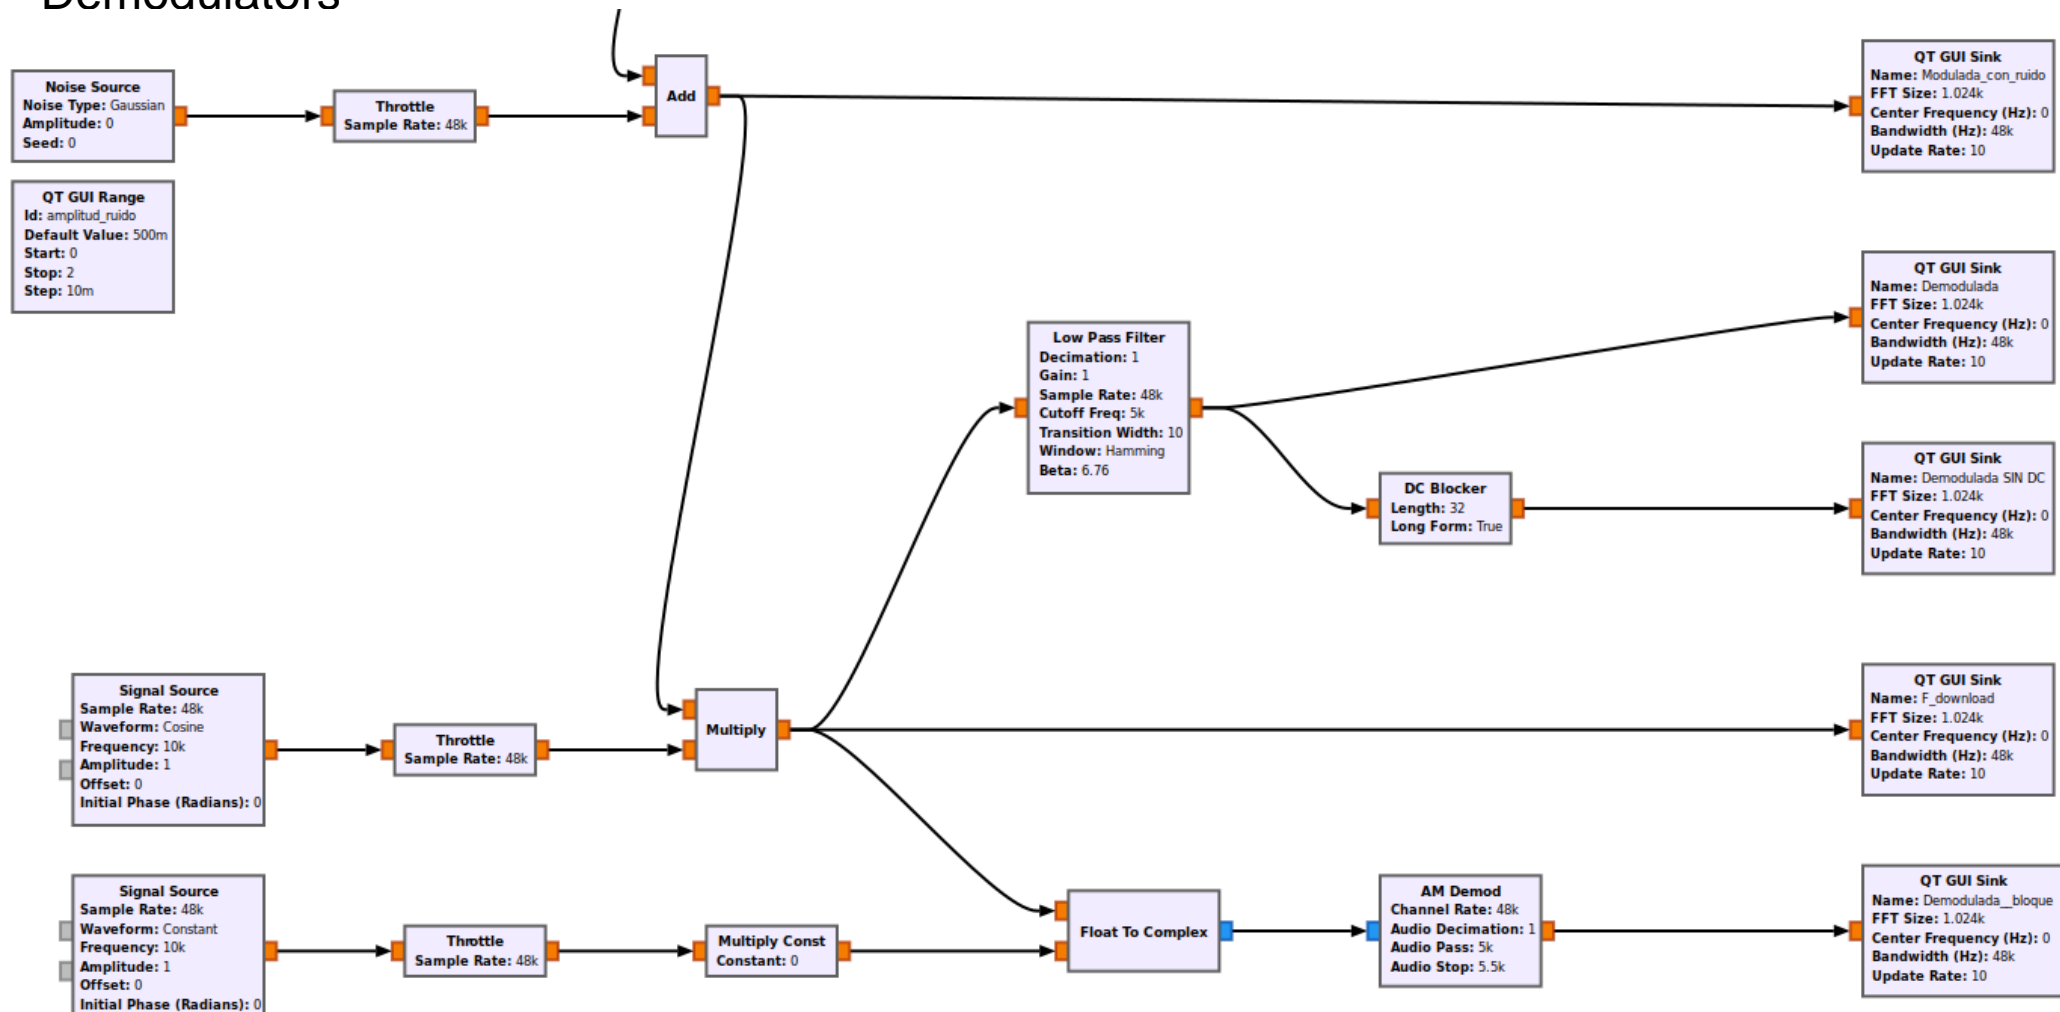 Demodulators
Noise Source
Noise Type: Gaussian
Amplitude: 0
Seed: 0
Throttle
Sample Rate: 48k
Add
QT GUI Sink
Name: Modulada_con_ruido
FFT Size: 1.024k
Center Frequency (Hz): 0
Bandwidth (Hz): 48k
Update Rate: 10
QT GUI Range
Id: amplitud_ruido
Default Value: 500m
Start: 0
Stop: 2
Step: 10m
QT GUI Sink
Name: Demodulada
FFT Size: 1.024k
Center Frequency (Hz): 0
Bandwidth (Hz): 48k
Update Rate: 10
Low Pass Filter
Decimation: 1
Gain: 1
Sample Rate: 48k
Cutoff Freq: 5k
Transition Width: 10
Window: Hamming
Beta: 6.76
DC Blocker
Length: 32
Long Form: True
QT GUI Sink
Name: Demodulada SIN DC
FFT Size: 1.024k
Center Frequency (Hz): 0
Bandwidth (Hz): 48k
Update Rate: 10
Signal Source
Sample Rate: 48k
Waveform: Cosine
Frequency: 10k
Amplitude: 1
Offset: 0
Initial Phase (Radians): 0
Throttle
Sample Rate: 48k
Multiply
QT GUI Sink
Name: F_download
FFT Size: 1.024k
Center Frequency (Hz): 0
Bandwidth (Hz): 48k
Update Rate: 10
Signal Source
Sample Rate: 48k
Waveform: Constant
Frequency: 10k
Amplitude: 1
Offset: 0
Initial Phase (Radians): 0
Throttle
Sample Rate: 48k
Multiply Const
Constant: 0
Float To Complex
AM Demod
Channel Rate: 48k
Audio Decimation: 1
Audio Pass: 5k
Audio Stop: 5.5k
QT GUI Sink
Name: Demodulada__bloque
FFT Size: 1.024k
Center Frequency (Hz): 0
Bandwidth (Hz): 48k
Update Rate: 10